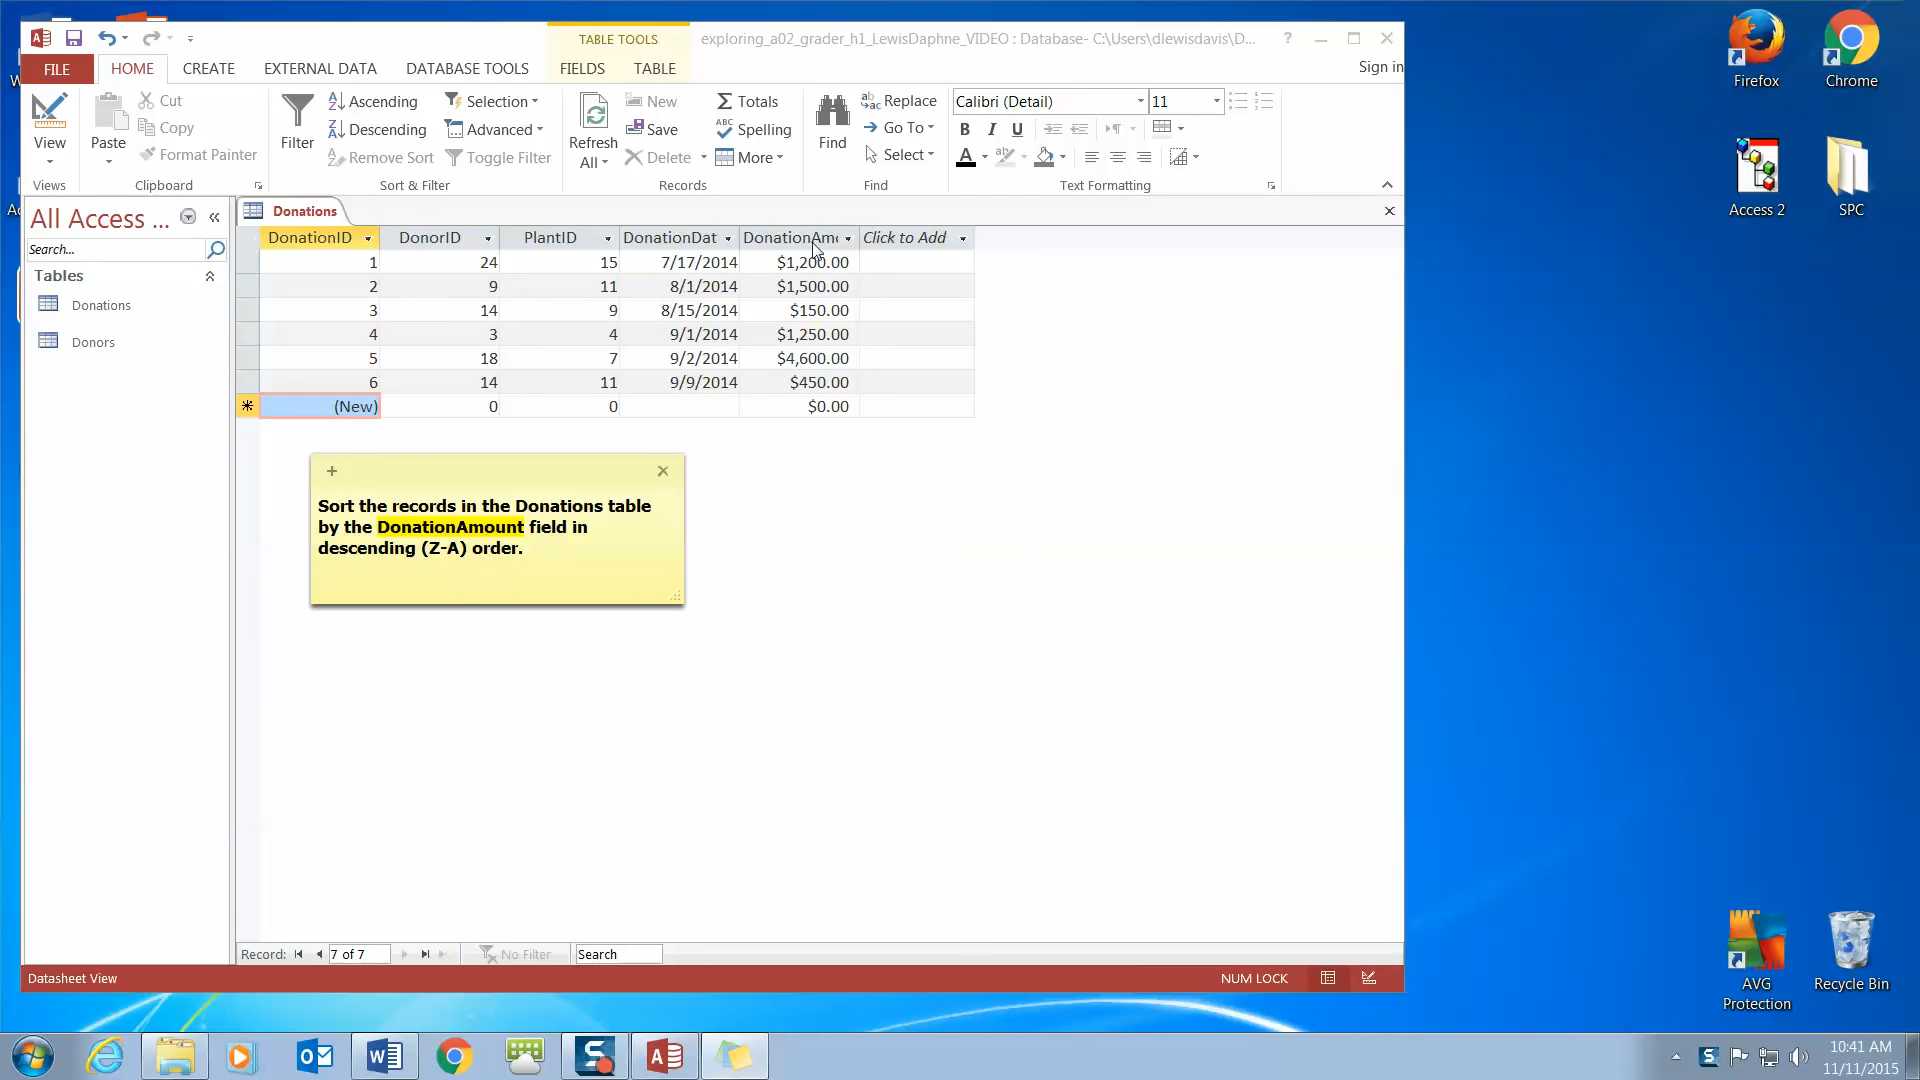 TABLE TOOLS
exploring_a02_grader_h1_LewisDaphne_VIDEO : Database- C:\Users\dlewisdavis\D...
?
FILE
HOME
CREATE
EXTERNAL DATA
DATABASE TOOLS
FIELDS
TABLE
Sign in
View
Views
Paste
Cut
Copy
Format Painter
Clipboard
Filter
Ascending
Descending
Remove Sort
Selection
Advanced
Toggle Filter
Sort & Filter
Refresh
All
New
Save
Delete
Totals
Spelling
More
Records
Find
Replace
Go To
Select
Find
Calibri (Detail)
11
B I U
A
Text Formatting
All Access ...
Search...
Tables
Donations
Donors
Donations
DonationID DonorID PlantID DonationDat DonationAmo Click to Add
1 24 15 7/17/2014 $1,200.00
2 9 11 8/1/2014 $1,500.00
3 14 9 8/15/2014 $150.00
4 3 4 9/1/2014 $1,250.00
5 18 7 9/2/2014 $4,600.00
6 14 11 9/9/2014 $450.00
(New) 0 0 $0.00
Sort the records in the Donations table
by the DonationAmount field in
descending (Z-A) order.
Record: 7 of 7 No Filter Search
Datasheet View
NUM LOCK
Firefox
Chrome
Access 2
SPC
AVG
Protection
Recycle Bin
10:41 AM
11/11/2015